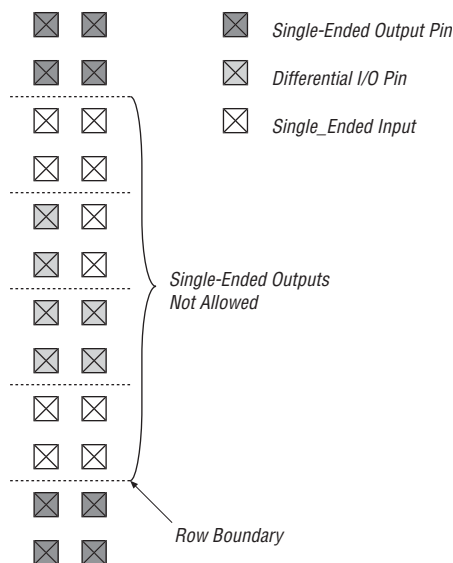 Single-Ended Output Pin
Differential I/O Pin
Single_Ended Input
Single-Ended Outputs
Not Allowed
Row Boundary